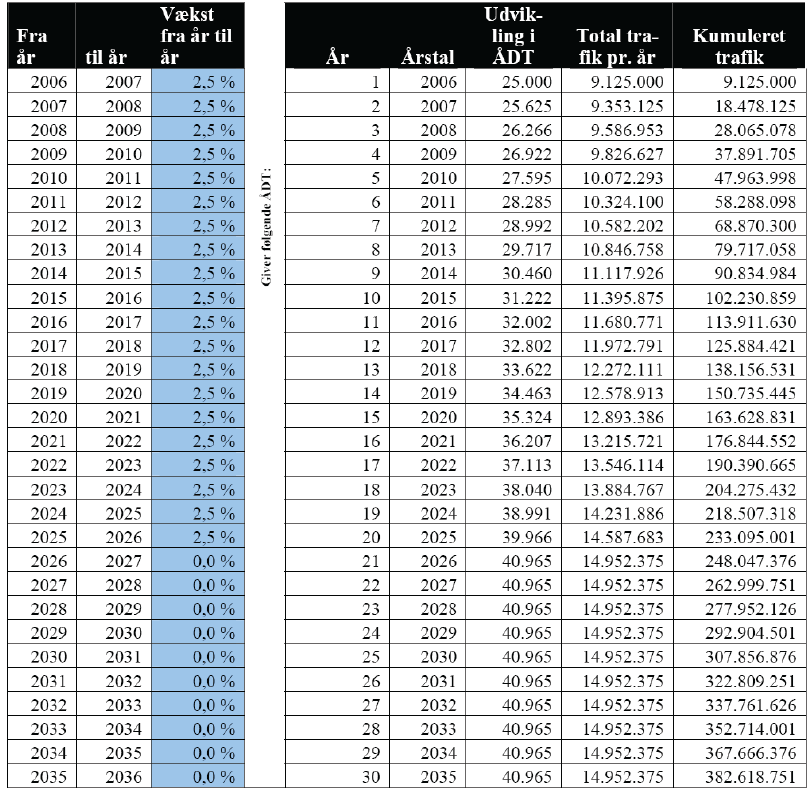 Fra år | til år | Vækst fra år til år
2006 2007 2,5 %
2007 2008 2,5 %
2008 2009 2,5 %
2009 2010 2,5 %
2010 2011 2,5 %
2011 2012 2,5 %
2012 2013 2,5 %
2013 2014 2,5 %
2014 2015 2,5 %
2015 2016 2,5 %
2016 2017 2,5 %
2017 2018 2,5 %
2018 2019 2,5 %
2019 2020 2,5 %
2020 2021 2,5 %
2021 2022 2,5 %
2022 2023 2,5 %
2023 2024 2,5 %
2024 2025 2,5 %
2025 2026 2,5 %
2026 2027 0,0 %
2027 2028 0,0 %
2028 2029 0,0 %
2029 2030 0,0 %
2030 2031 0,0 %
2031 2032 0,0 %
2032 2033 0,0 %
2033 2034 0,0 %
2034 2035 0,0 %
2035 2036 0,0 %
Giver følgende ÅDT:
År | Årstal | Udvik-ling i ÅDT | Total tra-fik pr. år | Kumuleret trafik
1 2006 25.000 9.125.000 9.125.000
2 2007 25.625 9.353.125 18.478.125
3 2008 26.266 9.586.953 28.065.078
4 2009 26.922 9.826.627 37.891.705
5 2010 27.595 10.072.293 47.963.998
6 2011 28.285 10.324.100 58.288.098
7 2012 28.992 10.582.202 68.870.300
8 2013 29.717 10.846.758 79.717.058
9 2014 30.460 11.117.926 90.834.984
10 2015 31.222 11.395.875 102.230.859
11 2016 32.002 11.680.771 113.911.630
12 2017 32.802 11.972.791 125.884.421
13 2018 33.622 12.272.111 138.156.531
14 2019 34.463 12.578.913 150.735.445
15 2020 35.324 12.893.386 163.628.831
16 2021 36.207 13.215.721 176.844.552
17 2022 37.113 13.546.114 190.390.665
18 2023 38.040 13.884.767 204.275.432
19 2024 38.991 14.231.886 218.507.318
20 2025 39.966 14.587.683 233.095.001
21 2026 40.965 14.952.375 248.047.376
22 2027 40.965 14.952.375 262.999.751
23 2028 40.965 14.952.375 277.952.126
24 2029 40.965 14.952.375 292.904.501
25 2030 40.965 14.952.375 307.856.876
26 2031 40.965 14.952.375 322.809.251
27 2032 40.965 14.952.375 337.761.626
28 2033 40.965 14.952.375 352.714.001
29 2034 40.965 14.952.375 367.666.376
30 2035 40.965 14.952.375 382.618.751